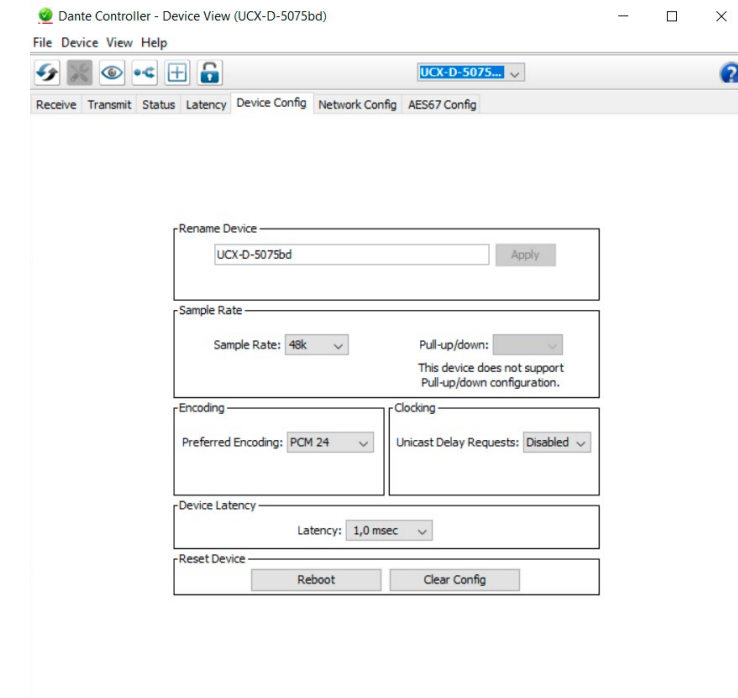 Dante Controller - Device View (UCX-D-5075bd)
File Device View Help
UCX-D-5075...
Receive Transmit Status Latency Device Config Network Config AES67 Config
Rename Device
UCX-D-5075bd Apply
Sample Rate
Sample Rate: 48k Pull-up/down:
This device does not support
Pull-up/down configuration.
Encoding Clocking
Preferred Encoding: PCM 24 Unicast Delay Requests: Disabled
Device Latency
Latency: 1,0 msec
Reset Device
Reboot Clear Config